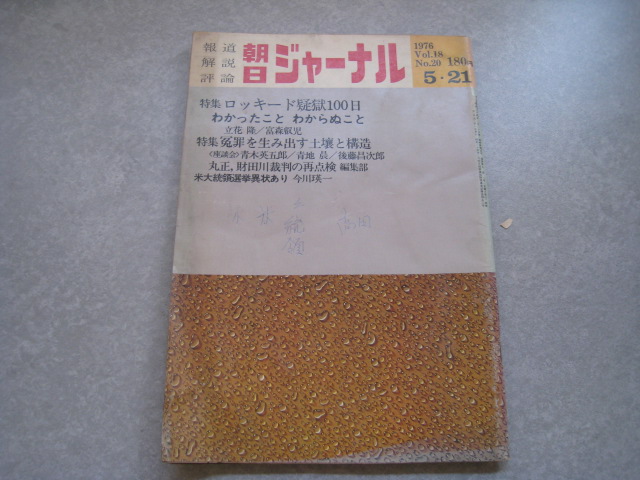 報道
解説
評論
朝日ジャーナル
1976
Vol.18
No.20 180円
5・21
特集 ロッキード疑獄100日
わかったこと わからぬこと
立花 隆／富森叡児
特集 冤罪を生み出す土壌と構造
〈座談会〉青木英五郎／青地 晨／後藤昌次郎
丸正，財田川裁判の再点検 編集部
米大統領選挙異状あり 今川瑛一